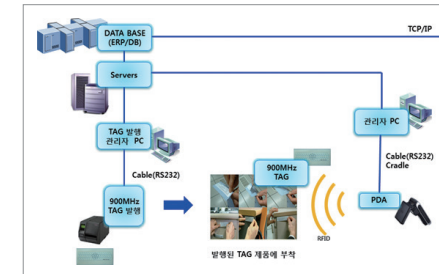 DATA BASE
(ERP/DB)
TCP/IP
Servers
TAG 발행
관리자 PC
관리자 PC
Cable(RS232)
Cable(RS232)
Cradle
900MHz
TAG
900MHz
TAG 발행
PDA
RFID
발행된 TAG 제품에 부착